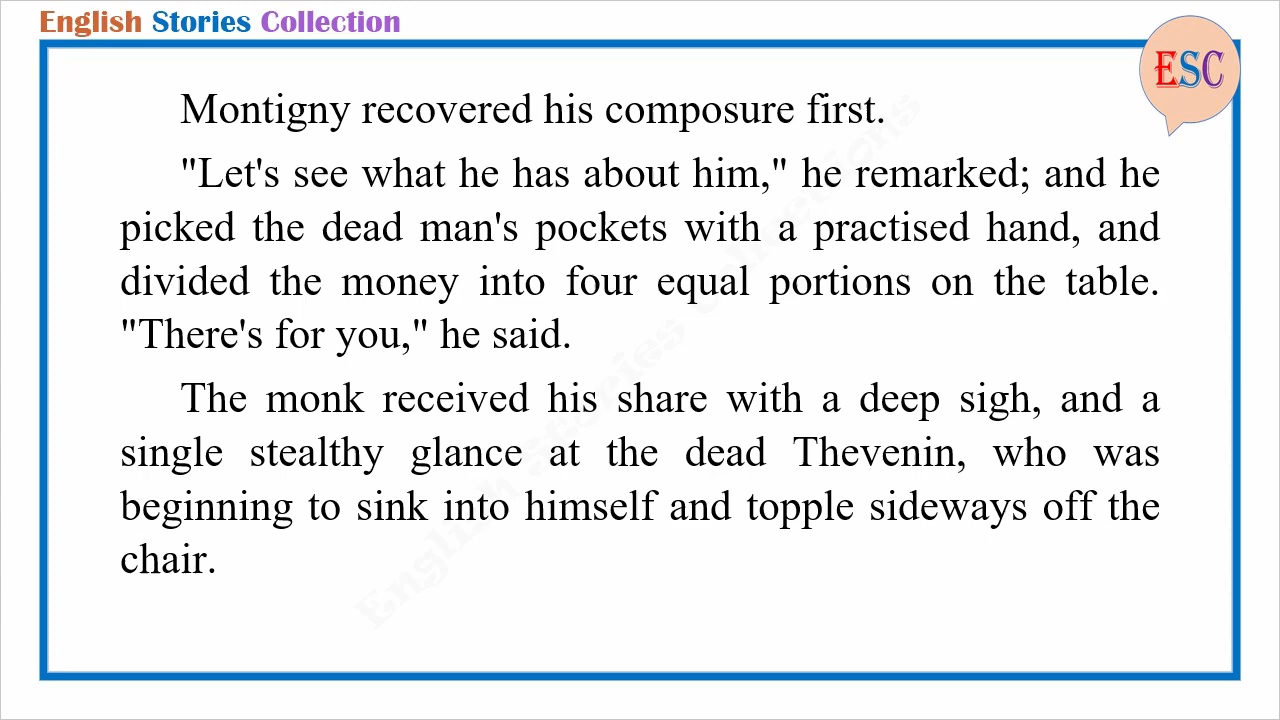 English Stories Collection
ESC
Montigny recovered his composure first.
"Let's see what he has about him," he remarked; and he
picked the dead man's pockets with a practised hand, and
divided the money into four equal portions on the table.
"There's for you," he said.
The monk received his share with a deep sigh, and a
single stealthy glance at the dead Thevenin, who was
beginning to sink into himself and topple sideways off the
chair.
English Stories Collections